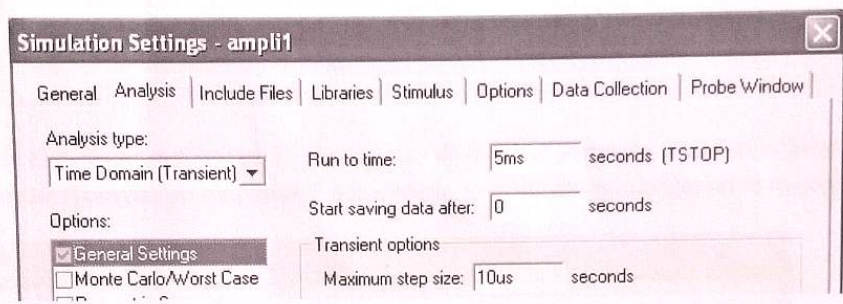 Simulation Settings - ampli1
General Analysis Include Files Libraries Stimulus Options Data Collection Probe Window
Analysis type:
Time Domain (Transient)
Run to time: 5ms seconds (TSTOP)
Start saving data after: 0 seconds
Options:
General Settings
Monte Carlo/Worst Case
Transient options
Maximum step size: 10us seconds